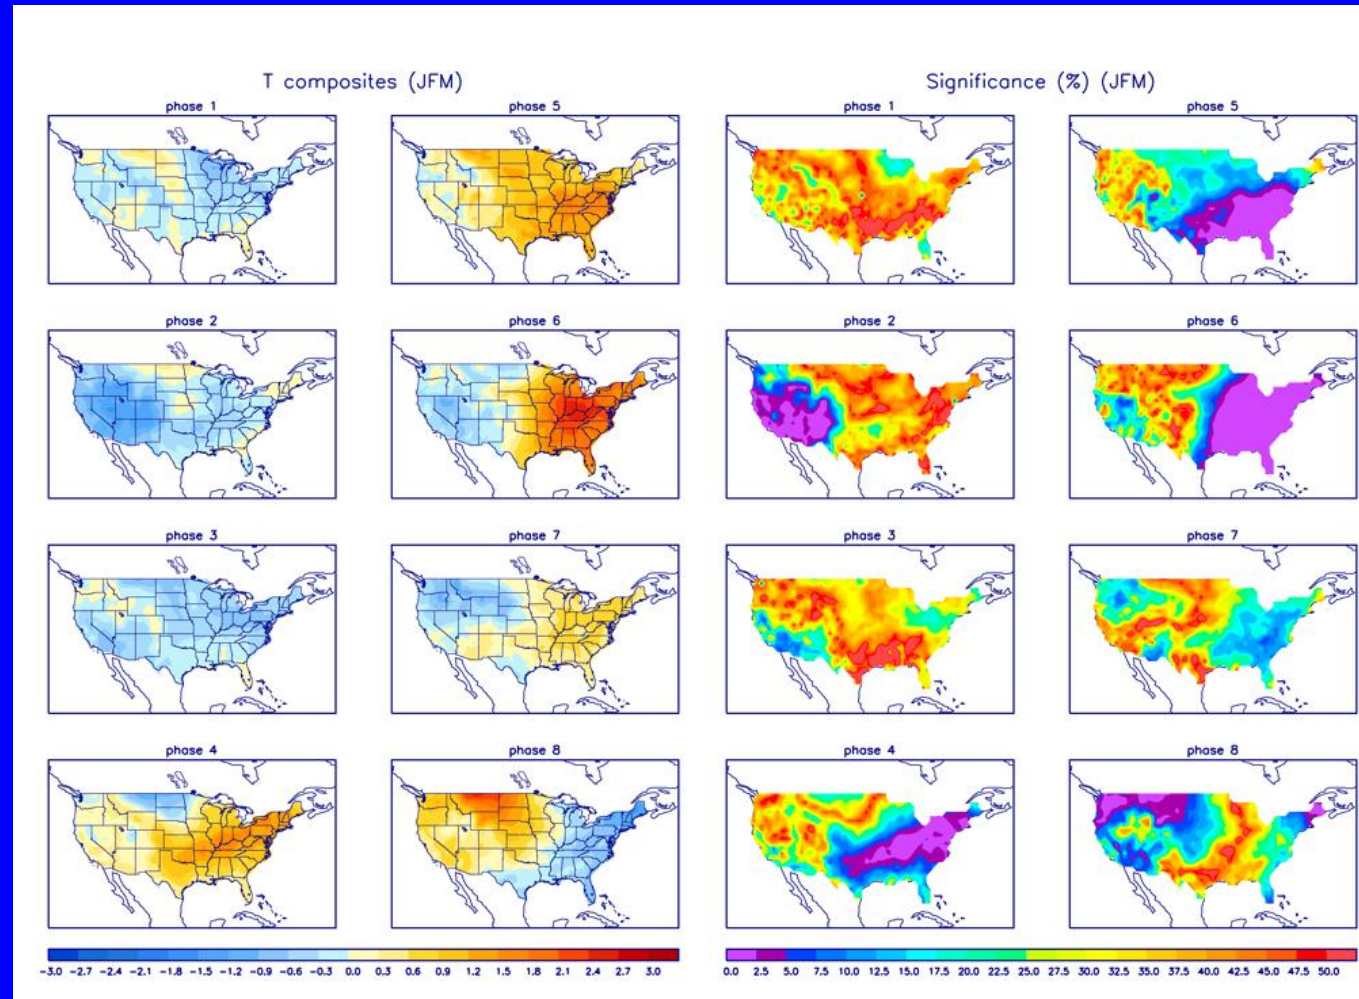 T composites (JFM)
Significance (%) (JFM)
phase 1
phase 5
phase 1
phase 5
phase 2
phase 6
phase 2
phase 6
phase 3
phase 7
phase 3
phase 7
phase 4
phase 8
phase 4
phase 8
-3.0 -2.7 -2.4 -2.1 -1.8 -1.5 -1.2 -0.9 -0.6 -0.3 0.0 0.3 0.6 0.9 1.2 1.5 1.8 2.1 2.4 2.7 3.0
0.0 2.5 5.0 7.5 10.0 12.5 15.0 17.5 20.0 22.5 25.0 27.5 30.0 32.5 35.0 37.5 40.0 42.5 45.0 47.5 50.0